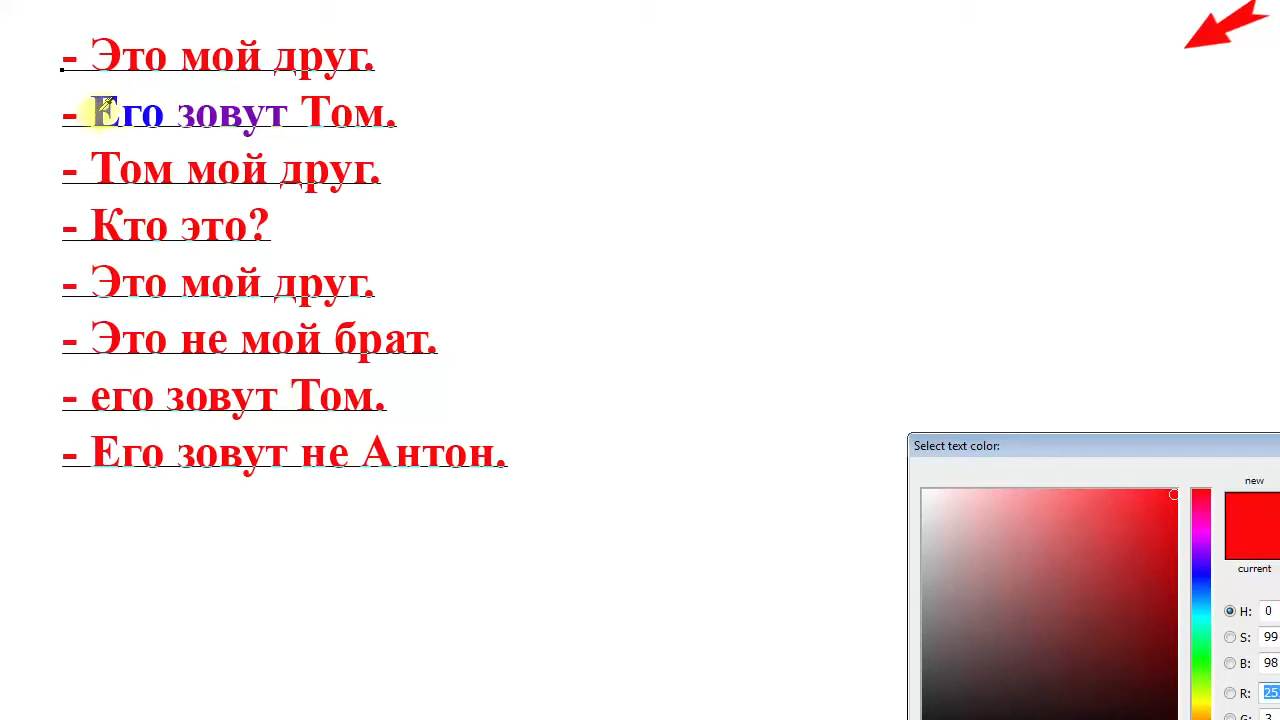 - Это мой друг.
- Его зовут Том.
- Том мой друг.
- Кто это?
- Это мой друг.
- Это не мой брат.
- его зовут Том.
- Его зовут не Антон.
Select text color:
new
current
H: 0
S: 99
B: 98
R: 25
G: 3